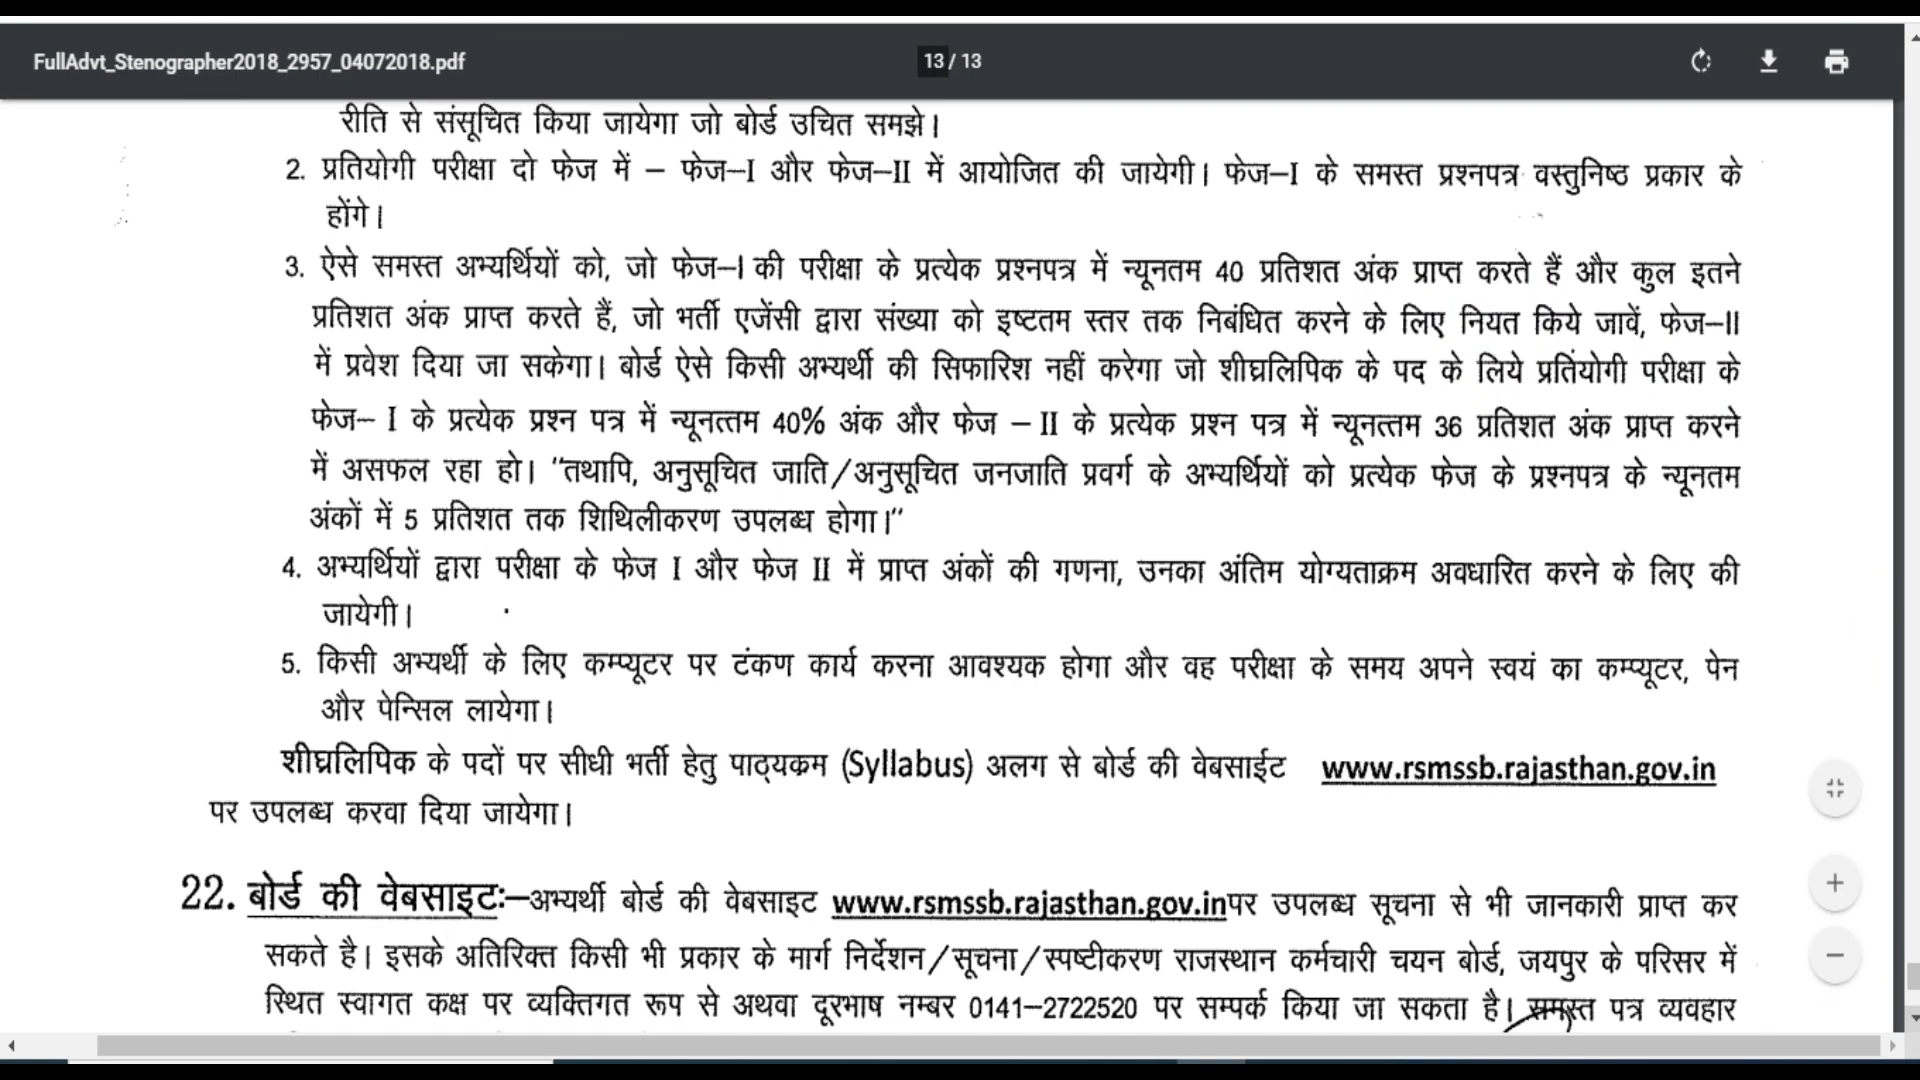 FullAdvt_Stenographer2018_2957_04072018.pdf
13 / 13
रीति से संसूचित किया जायेगा जो बोर्ड उचित समझे।
2. प्रतियोगी परीक्षा दो फेज में – फेज–I और फेज–II में आयोजित की जायेगी। फेज–I के समस्त प्रश्नपत्र वस्तुनिष्ठ प्रकार के
होंगे।
3. ऐसे समस्त अभ्यर्थियों को, जो फेज–I की परीक्षा के प्रत्येक प्रश्नपत्र में न्यूनतम 40 प्रतिशत अंक प्राप्त करते हैं और कुल इतने
प्रतिशत अंक प्राप्त करते हैं, जो भर्ती एजेंसी द्वारा संख्या को इष्टतम स्तर तक निबंधित करने के लिए नियत किये जावें, फेज–II
में प्रवेश दिया जा सकेगा। बोर्ड ऐसे किसी अभ्यर्थी की सिफारिश नहीं करेगा जो शीघ्रलिपिक के पद के लिये प्रतियोगी परीक्षा के
फेज– I के प्रत्येक प्रश्न पत्र में न्यूनत्तम 40% अंक और फेज – II के प्रत्येक प्रश्न पत्र में न्यूनत्तम 36 प्रतिशत अंक प्राप्त करने
में असफल रहा हो। "तथापि, अनुसूचित जाति/अनुसूचित जनजाति प्रवर्ग के अभ्यर्थियों को प्रत्येक फेज के प्रश्नपत्र के न्यूनतम
अंकों में 5 प्रतिशत तक शिथिलीकरण उपलब्ध होगा।"
4. अभ्यर्थियों द्वारा परीक्षा के फेज I और फेज II में प्राप्त अंकों की गणना, उनका अंतिम योग्यताक्रम अवधारित करने के लिए की
जायेगी।
5. किसी अभ्यर्थी के लिए कम्प्यूटर पर टंकण कार्य करना आवश्यक होगा और वह परीक्षा के समय अपने स्वयं का कम्प्यूटर, पेन
और पेन्सिल लायेगा।
शीघ्रलिपिक के पदों पर सीधी भर्ती हेतु पाठ्यकम (Syllabus) अलग से बोर्ड की वेबसाईट www.rsmssb.rajasthan.gov.in
पर उपलब्ध करवा दिया जायेगा।
22. बोर्ड की वेबसाइटः–अभ्यर्थी बोर्ड की वेबसाइट www.rsmssb.rajasthan.gov.inपर उपलब्ध सूचना से भी जानकारी प्राप्त कर
सकते है। इसके अतिरिक्त किसी भी प्रकार के मार्ग निर्देशन/सूचना/स्पष्टीकरण राजस्थान कर्मचारी चयन बोर्ड, जयपुर के परिसर में
स्थित स्वागत कक्ष पर व्यक्तिगत रूप से अथवा दूरभाष नम्बर 0141–2722520 पर सम्पर्क किया जा सकता है। समस्त पत्र व्यवहार